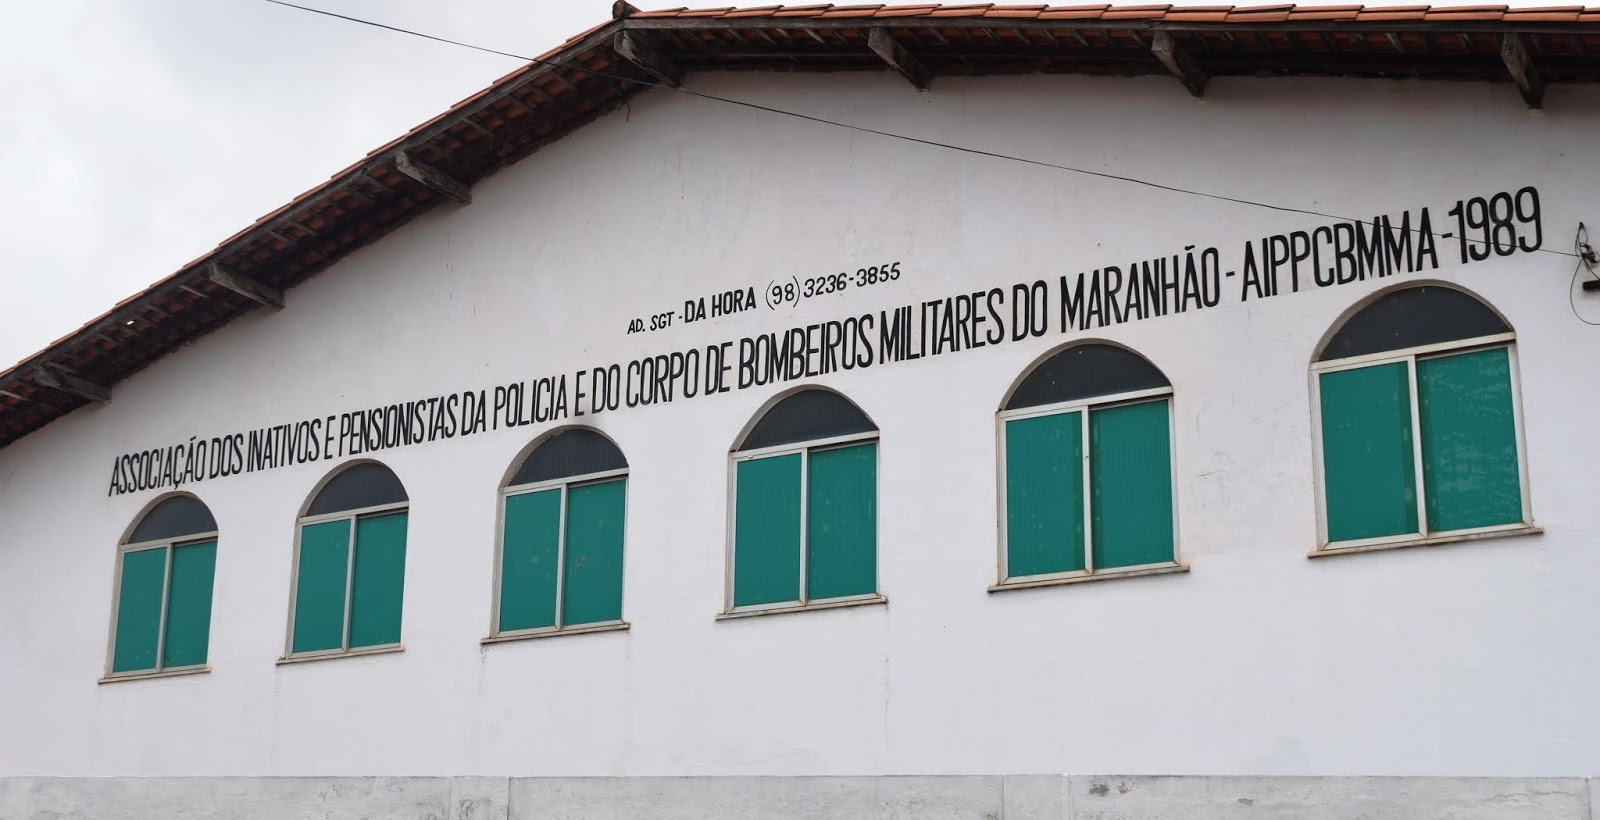 AD. SGT - DA HORA (98) 3236-3855
ASSOCIAÇÃO DOS INATIVOS E PENSIONISTAS DA POLICIA E DO CORPO DE BOMBEIROS MILITARES DO MARANHÃO - AIPPCBMMA - 1989